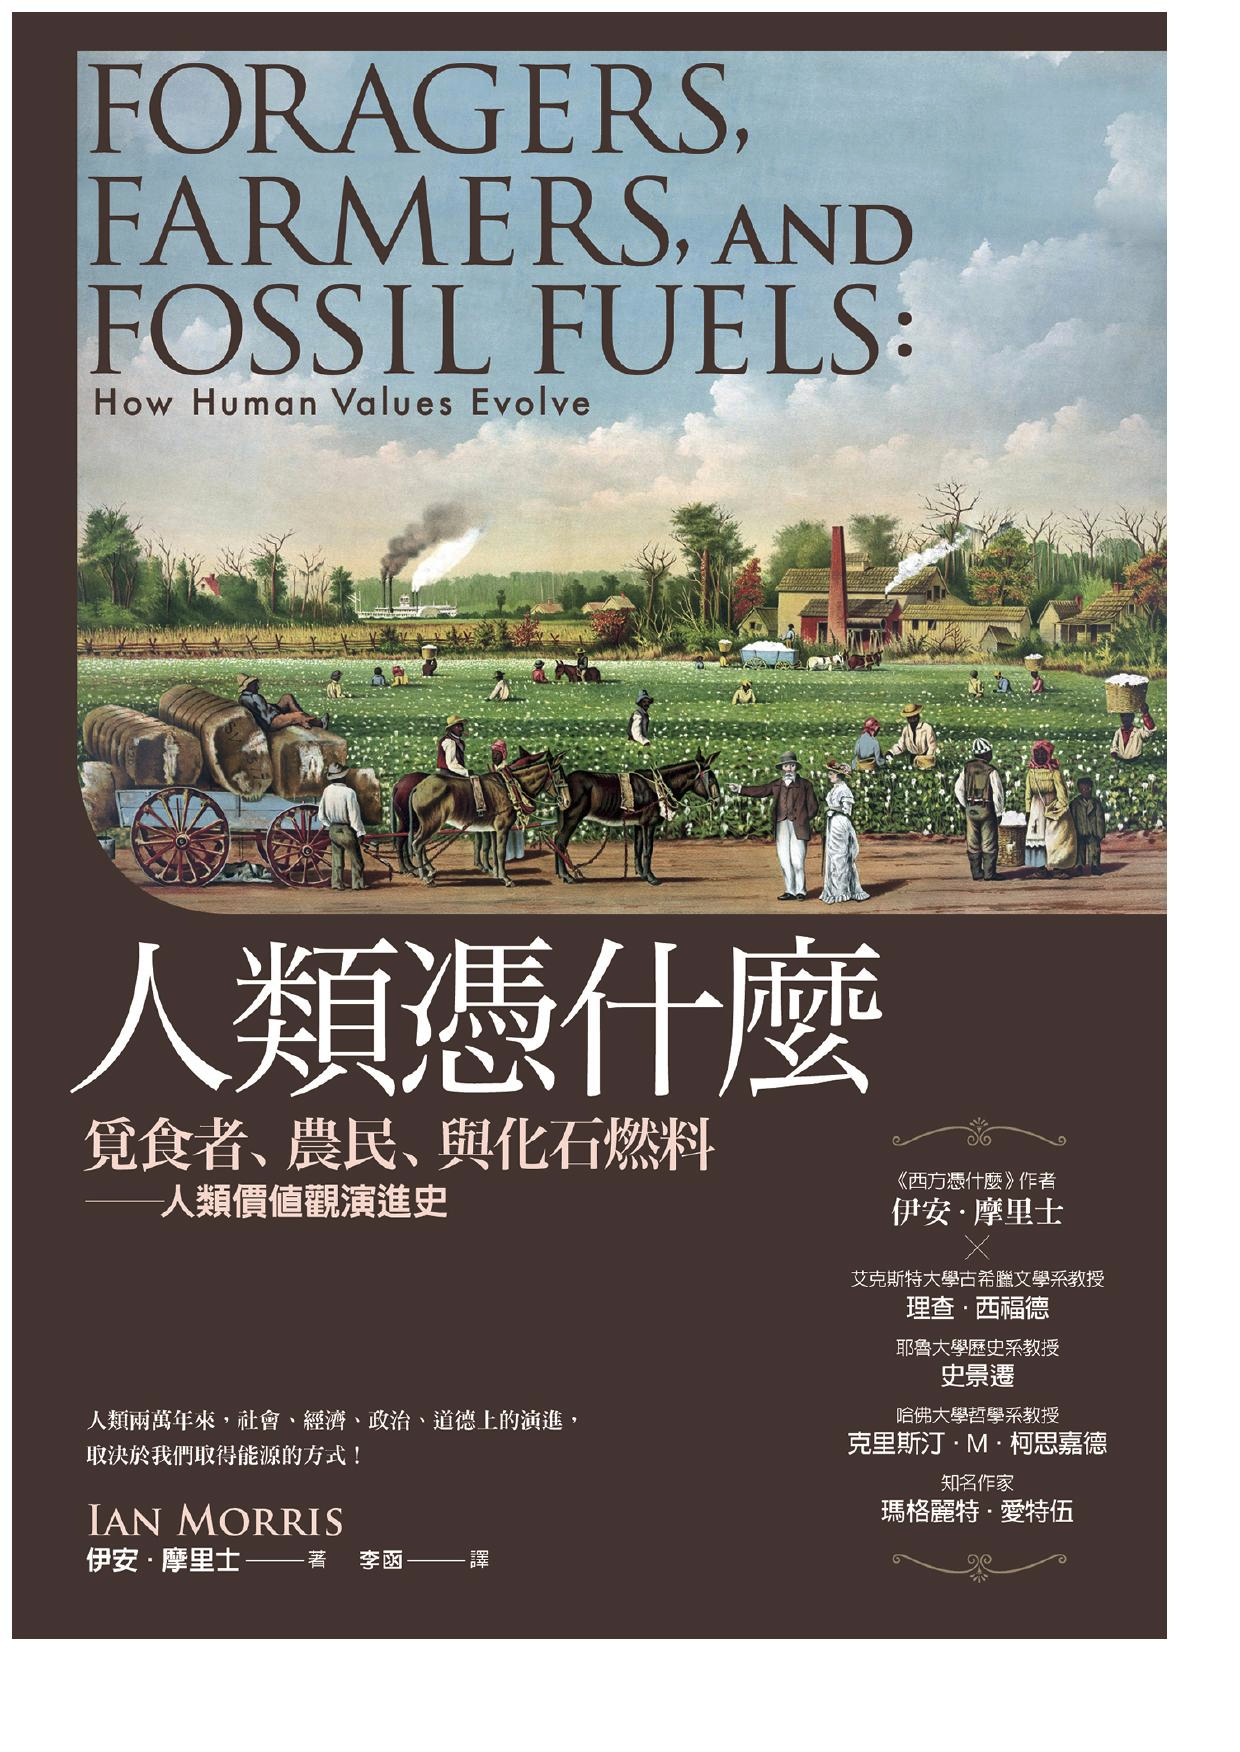 FORAGERS,
FARMERS, AND
FOSSIL FUELS:
How Human Values Evolve
人類憑什麼
覓食者、農民、與化石燃料
——人類價值觀演進史
人類兩萬年來，社會、經濟、政治、道德上的演進，
取決於我們取得能源的方式！
IAN MORRIS
伊安·摩里士——著 李函——譯
《西方憑什麼》作者
伊安·摩里士
╳
艾克斯特大學古希臘文學系教授
理查·西福德
耶魯大學歷史系教授
史景遷
哈佛大學哲學系教授
克里斯汀·M·柯思嘉德
知名作家
瑪格麗特·愛特伍